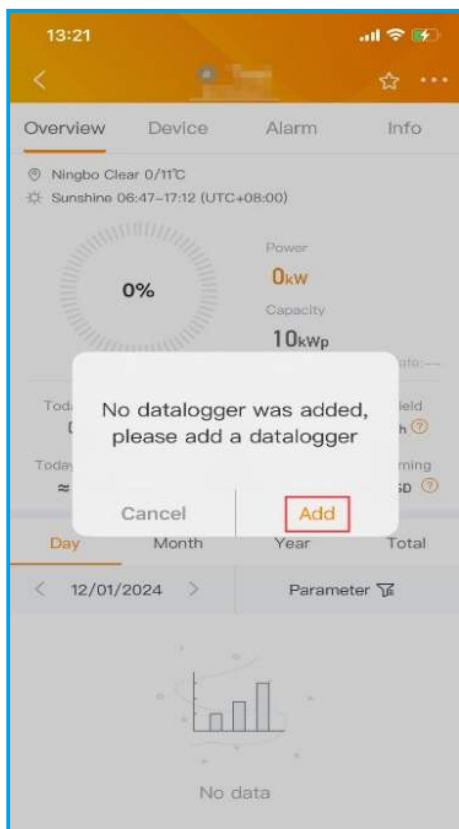 13:21
Overview Device Alarm Info
Ningbo Clear 0/11℃
Sunshine 06:47-17:12 (UTC+08:00)
Power
0kW
0%
Capacity
10kWp
No datalogger was added,
please add a datalogger
Cancel Add
Day Month Year Total
< 12/01/2024 > Parameter
No data